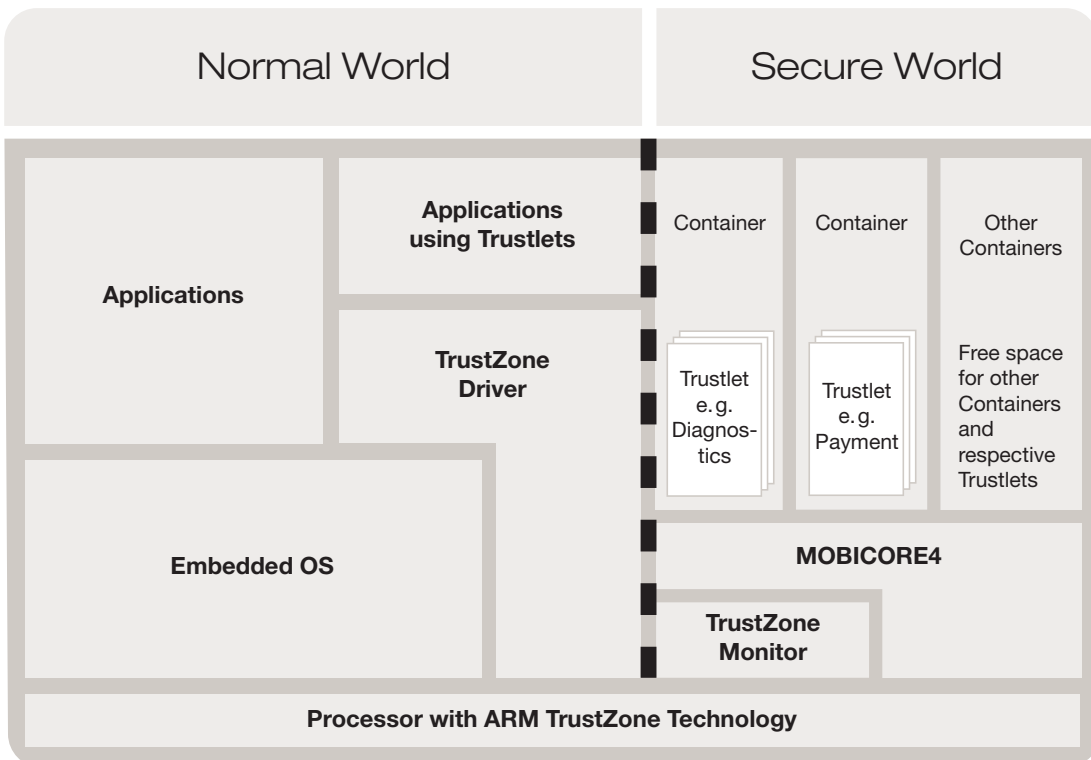 Normal World
Secure World
Applications
Applications
using Trustlets
TrustZone
Driver
Embedded OS
Container
Trustlet
e. g.
Diagnos-
tics
Container
Trustlet
e. g.
Payment
Other
Containers
Free space
for other
Containers
and
respective
Trustlets
MOBICORE4
TrustZone
Monitor
Processor with ARM TrustZone Technology